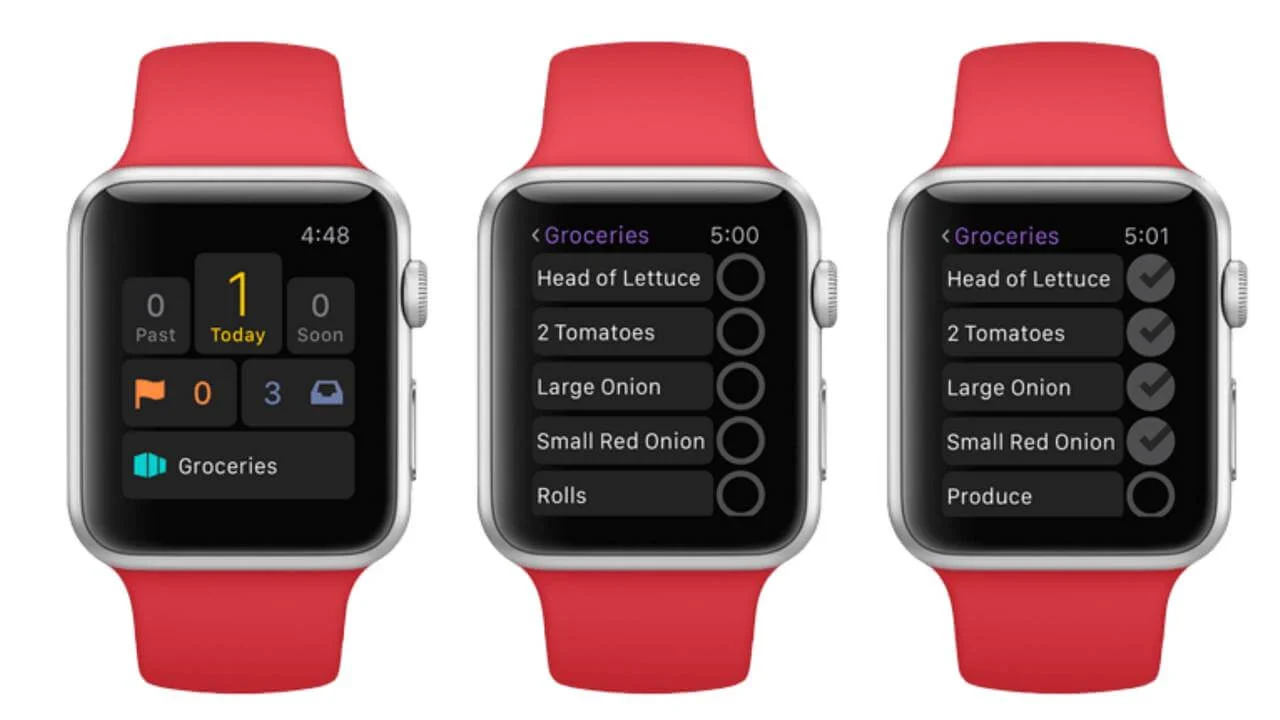 4:48
0
Past
1
Today
0
Soon
0
3
Groceries
<Groceries 5:00
Head of Lettuce
2 Tomatoes
Large Onion
Small Red Onion
Rolls
<Groceries 5:01
Head of Lettuce
2 Tomatoes
Large Onion
Small Red Onion
Produce